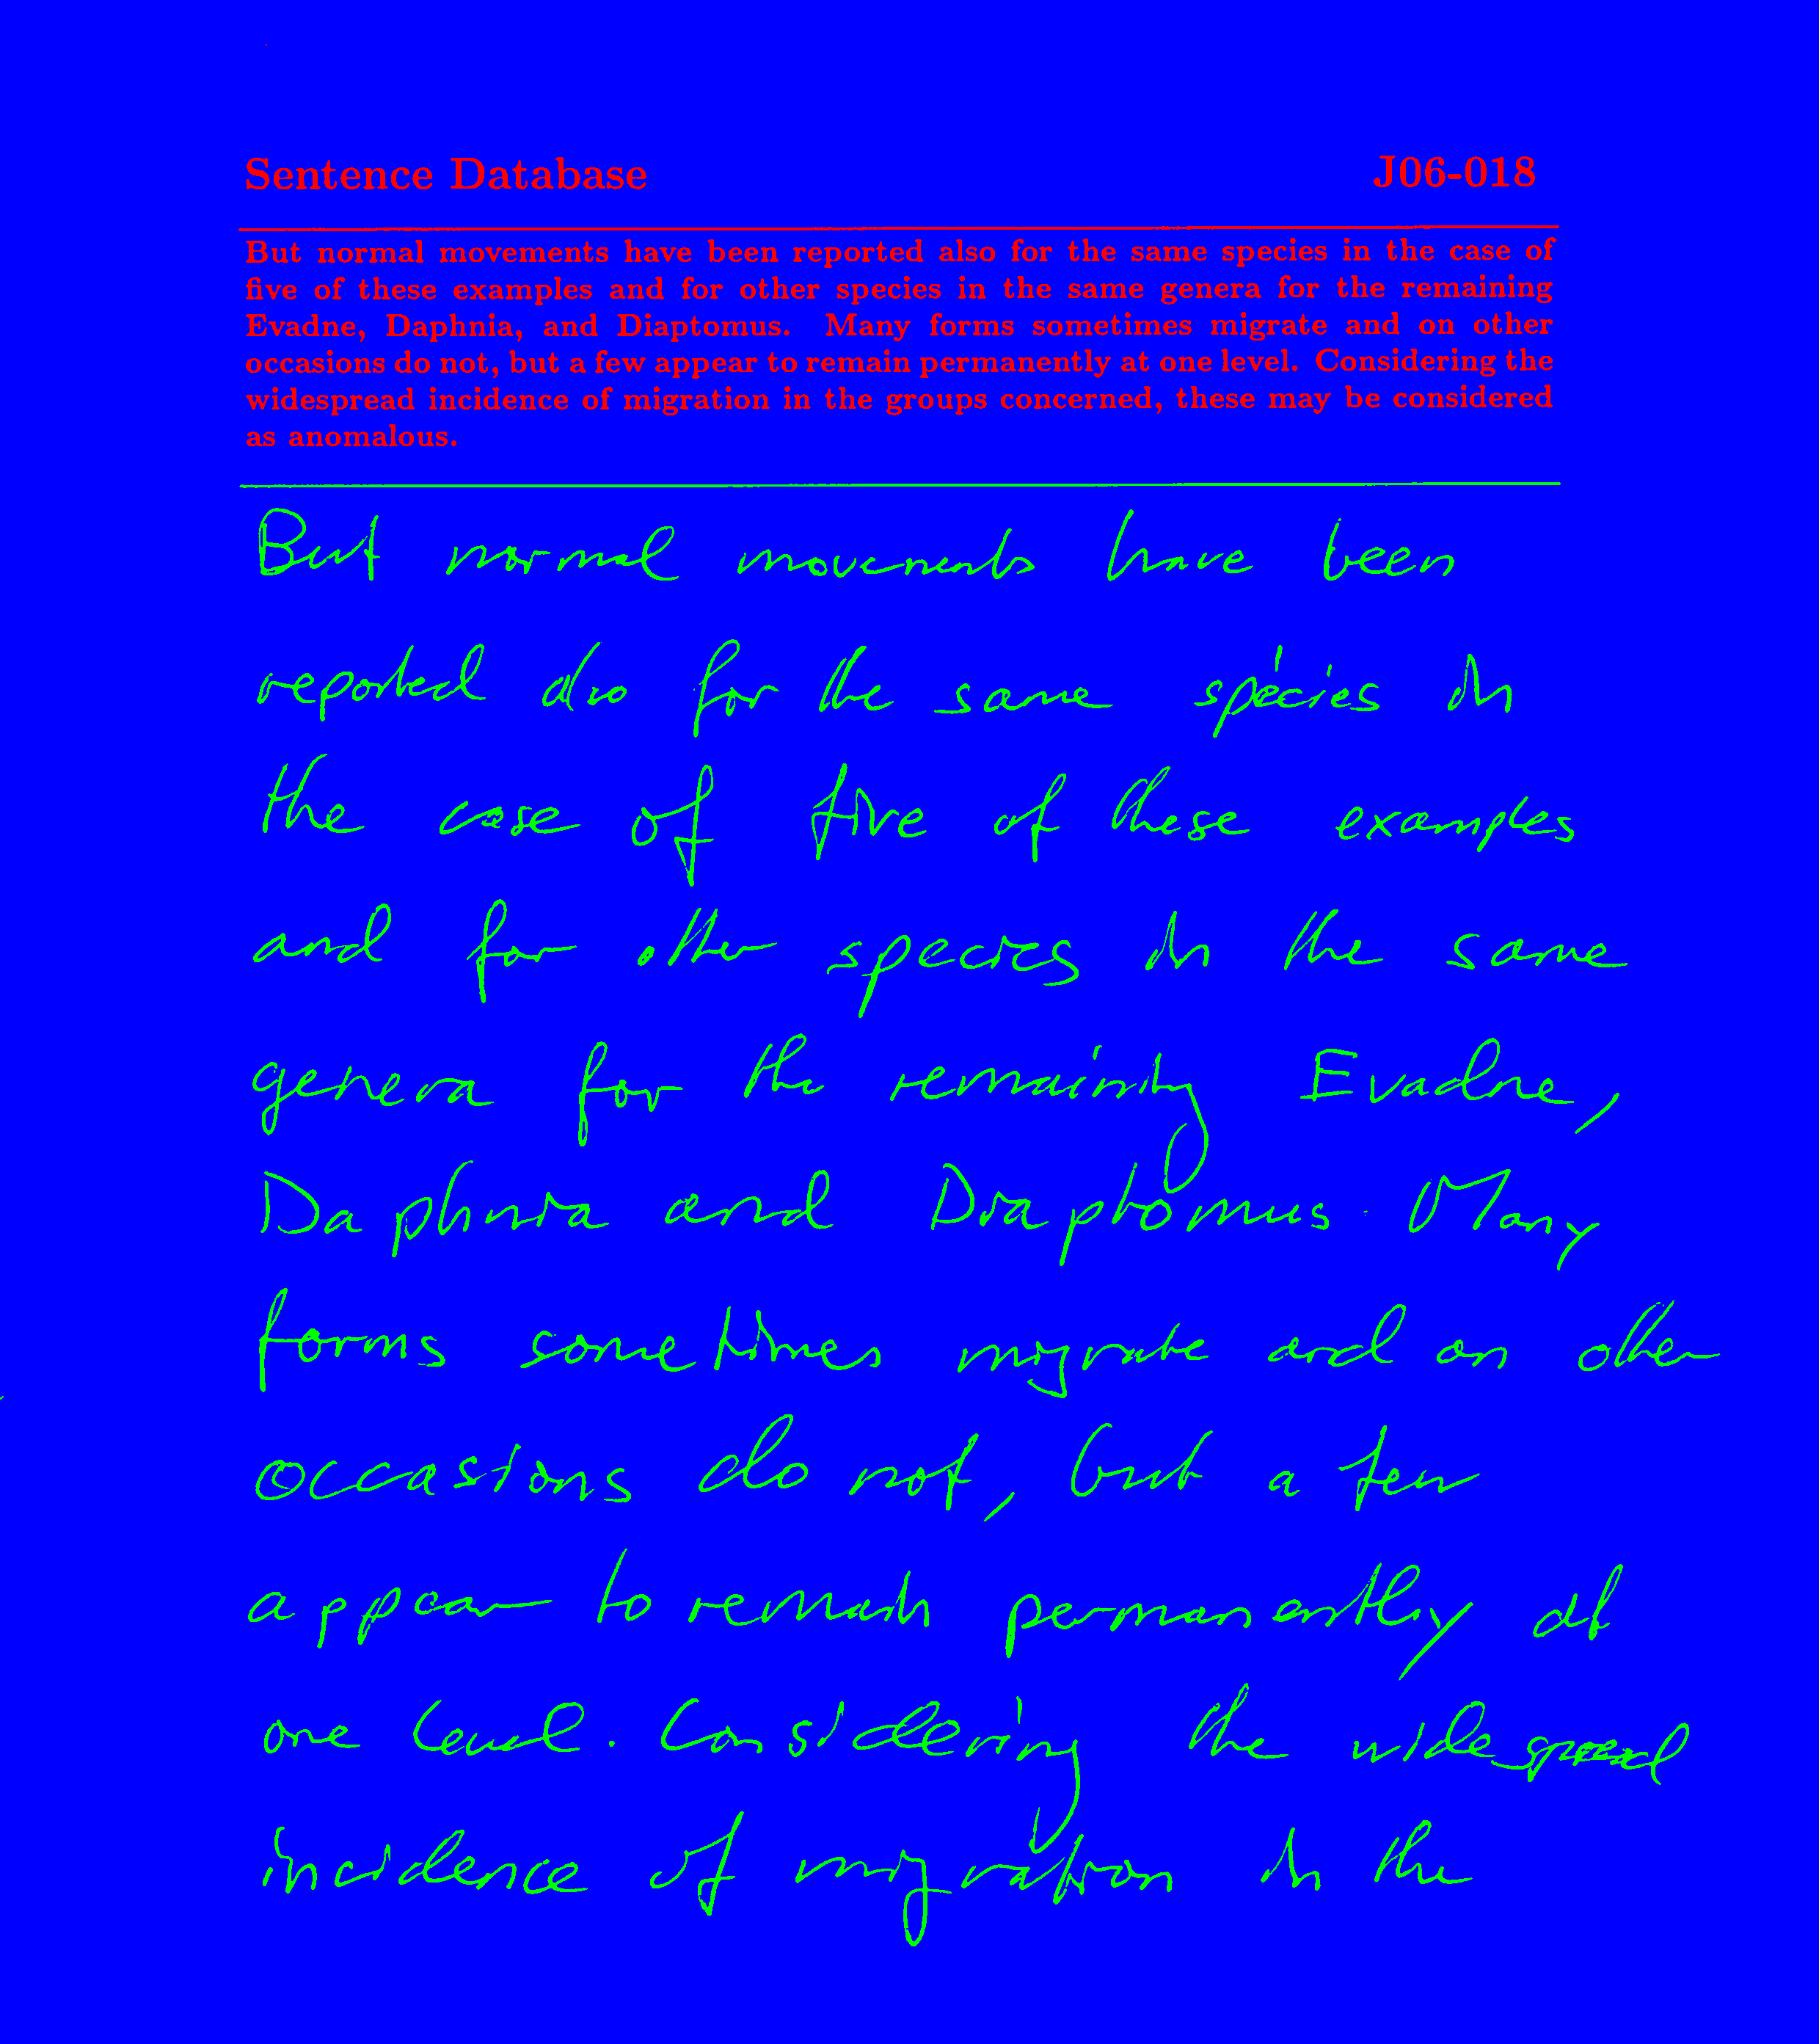 Sentence Database J06-018
But normal movements have been reported also for the same species in the case of
five of these examples and for other species in the same genera for the remaining
Evadne, Daphnia, and Diaptomus. Many forms sometimes migrate and on other
occasions do not, but a few appear to remain permanently at one level. Considering the
widespread incidence of migration in the groups concerned, these may be considered
as anomalous.
But normal movements have been
reported also for the same species in
the case of five of these examples
and for other species in the same
genera for the remaining Evadne,
Daphnia and Diaptomus. Many
forms sometimes migrate and on other
occasions do not, but a few
appear to remain permanently at
one level. Considering the widespread
incidence of migration in the